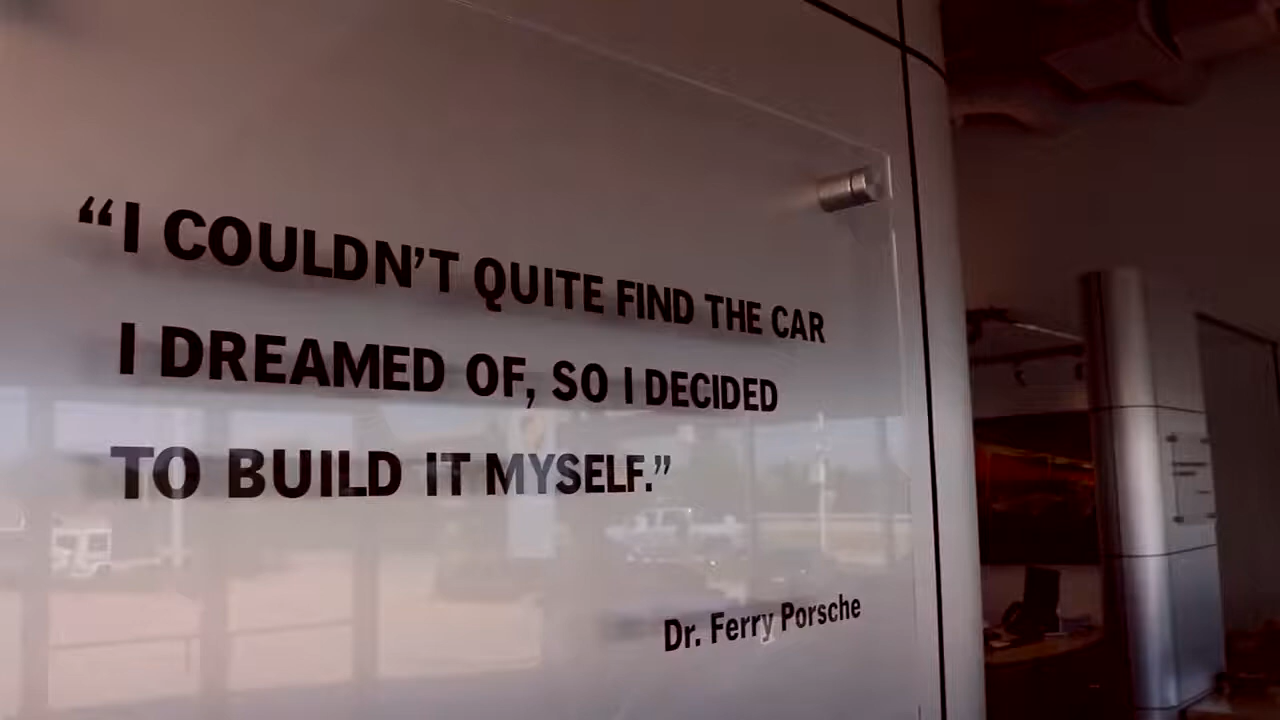 “I COULDN’T QUITE FIND THE CAR
I DREAMED OF, SO I DECIDED
TO BUILD IT MYSELF.”
Dr. Ferry Porsche